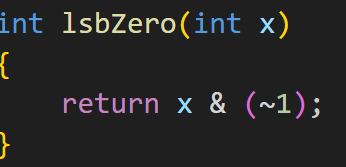 int lsbZero(int x)
{
    return x & (~1);
}